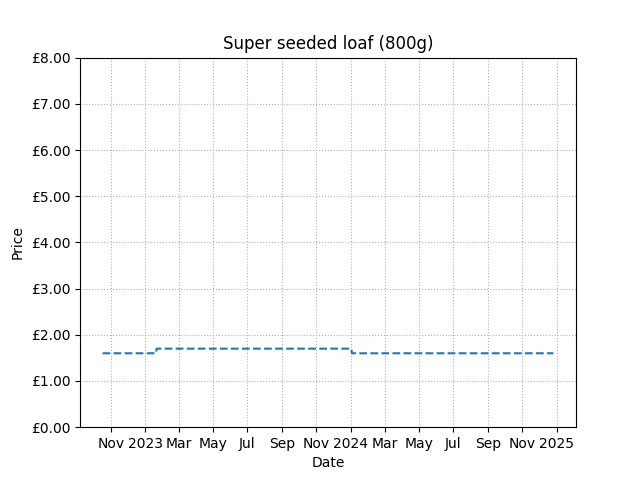 Super seeded loaf (800g)
£8.00
£7.00
£6.00
£5.00
£4.00
£3.00
£2.00
£1.00
£0.00
Price
Nov 2023 Mar May Jul Sep Nov 2024 Mar May Jul Sep Nov 2025
Date